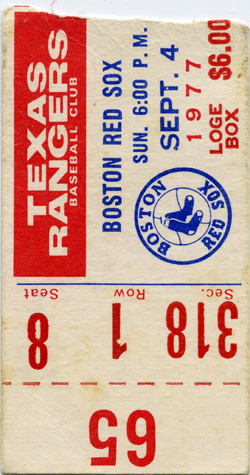 TEXAS
RANGERS
BASEBALL CLUB
BOSTON RED SOX
SUN. 6:00 P.M.
SEPT. 4
1977
LOGE
BOX
$6.00
BOSTON
RED SOX
Sec. Row Seat
318 1 8
65